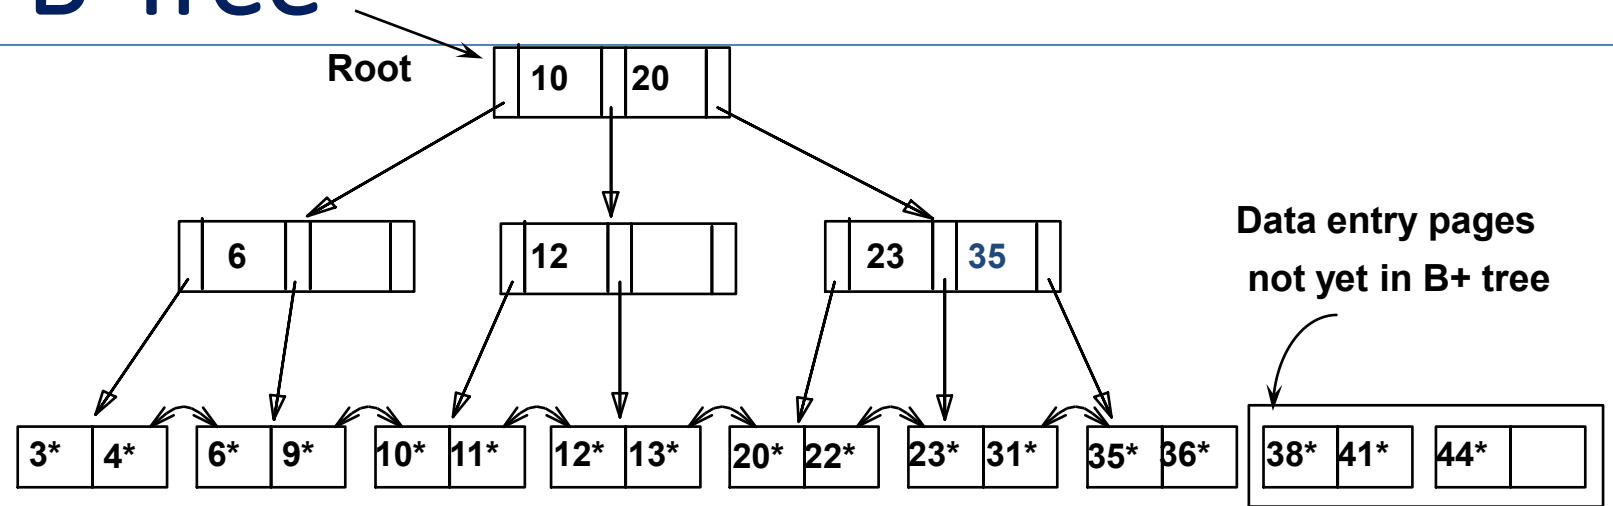 B+ Tree
Root
10 20
6
12
23 35
Data entry pages
not yet in B+ tree
3* 4* 6* 9* 10* 11* 12* 13* 20* 22* 23* 31* 35* 36* 38* 41* 44*